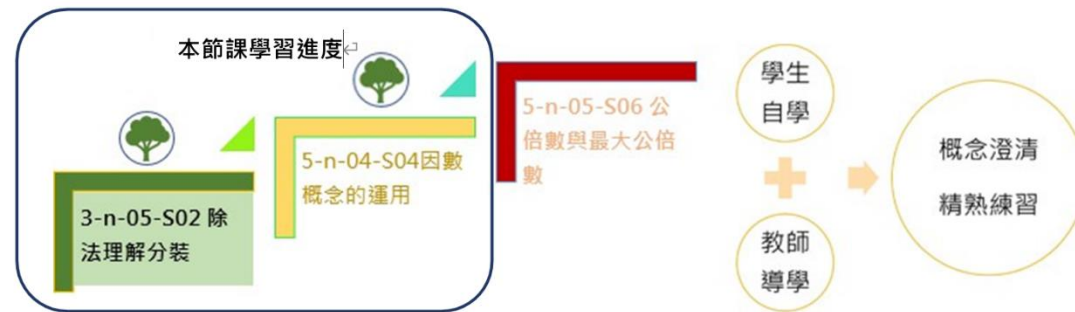 本節課學習進度
3-n-05-S02 除
法理解分裝
5-n-04-S04因數
概念的運用
5-n-05-S06 公
倍數與最大公倍
數
學生
自學
教師
導學
概念澄清
精熟練習